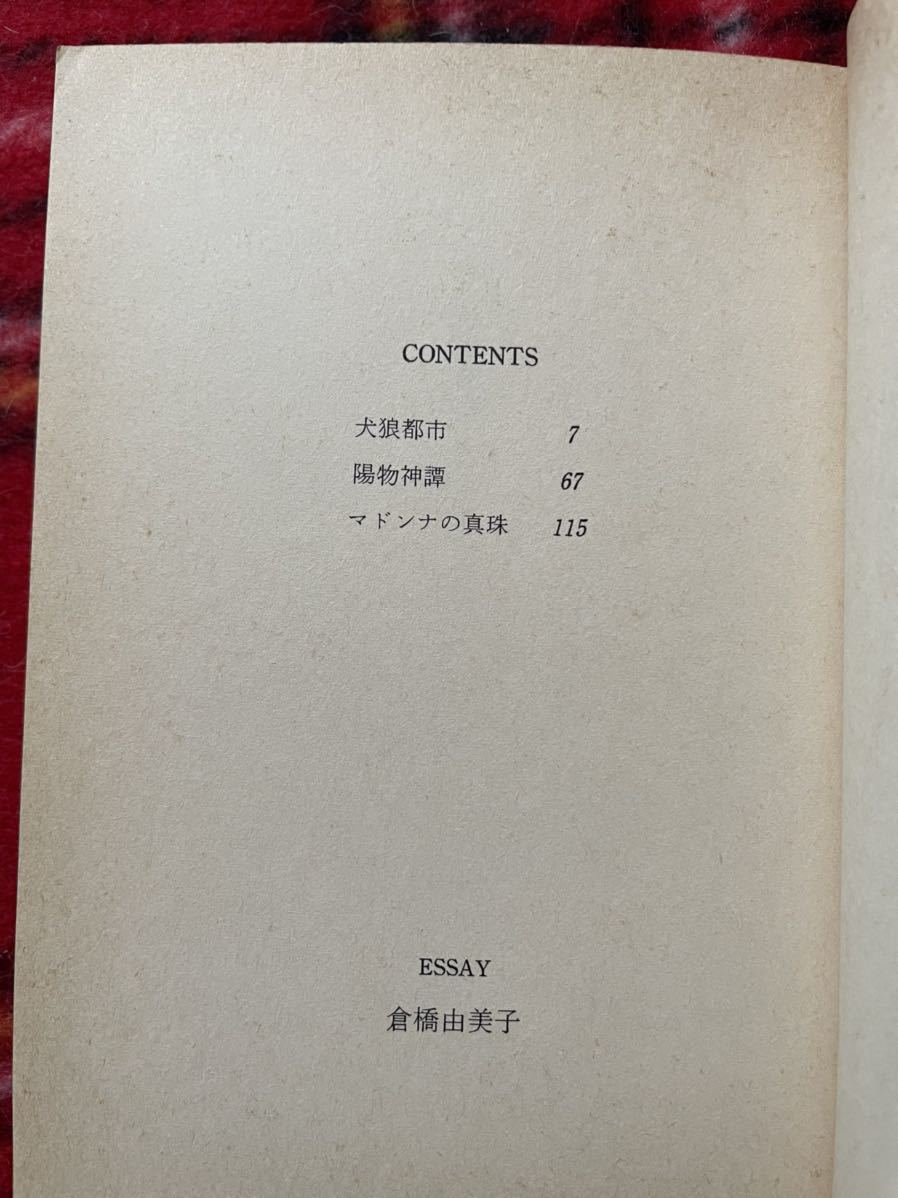 CONTENTS
犬狼都市 7
陽物神譚 67
マドンナの真珠 115
ESSAY
倉橋由美子